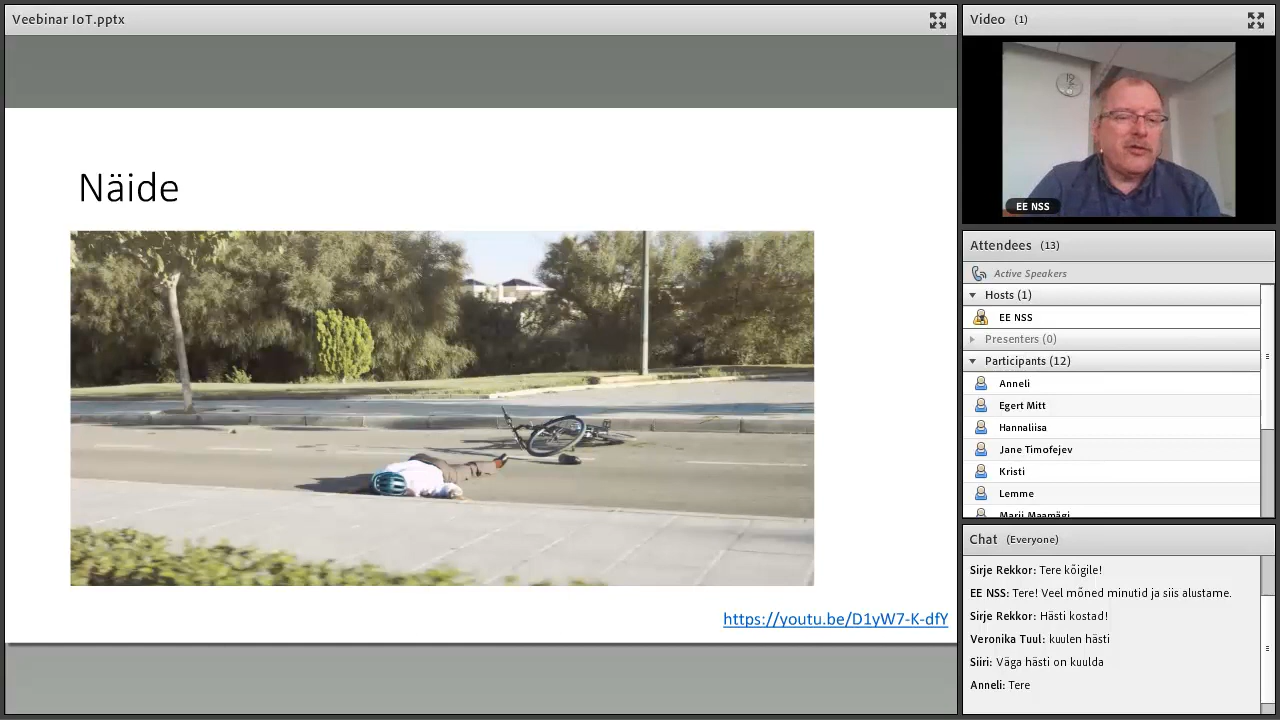 Veebinar IoT.pptx
Näide
https://youtu.be/D1yW7-K-dfY
Video (1)
EE NSS
Attendees (13)
Active Speakers
Hosts (1)
EE NSS
Presenters (0)
Participants (12)
Anneli
Egert Mitt
Hannaliisa
Jane Timofejev
Kristi
Lemme
Marii Maamägi
Chat (Everyone)
Sirje Rekkor: Tere kõigile!
EE NSS: Tere! Veel mõned minutid ja siis alustame.
Sirje Rekkor: Hästi kostad!
Veronika Tuul: kuulen hästi
Siiri: Väga hästi on kuulda
Anneli: Tere